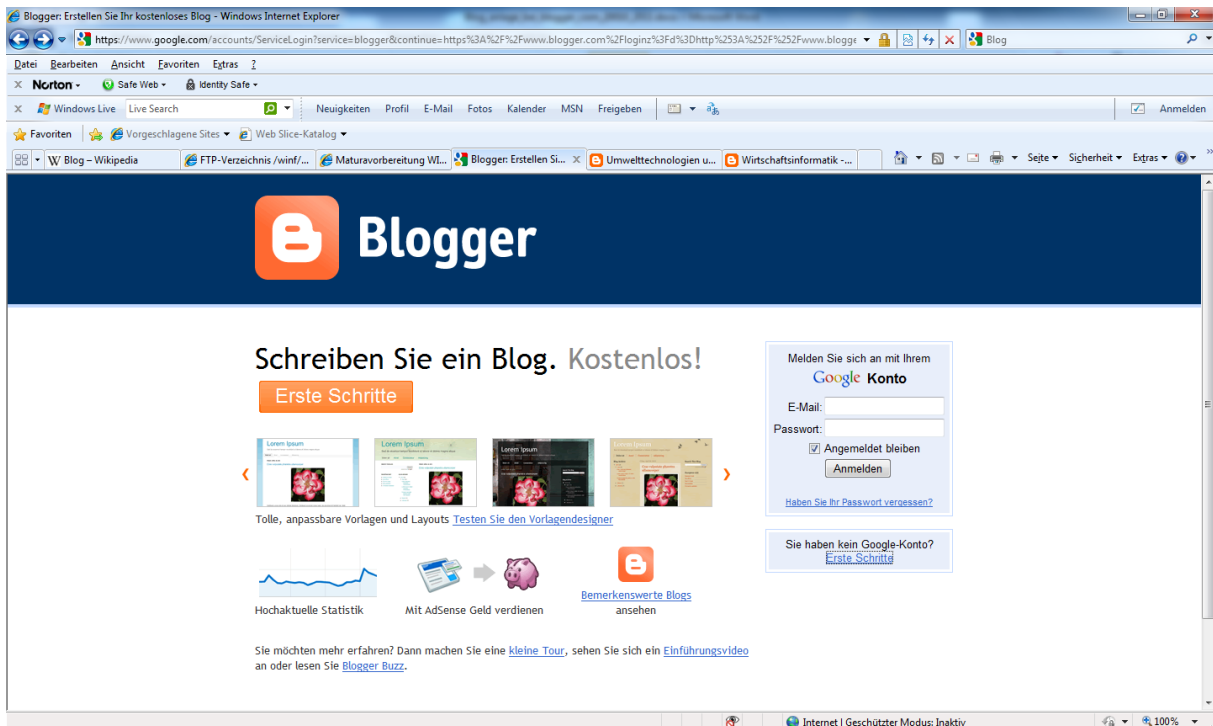 Blogger: Erstellen Sie Ihr kostenloses Blog - Windows Internet Explorer
https://www.google.com/accounts/ServiceLogin?service=blogger&continue=https%3A%2F%2Fwww.blogger.com%2Floginz%3Fd%3Dhttp%253A%252F%252Fwww.blogge
Blog
Datei Bearbeiten Ansicht Favoriten Extras ?
x Norton - Safe Web Identity Safe
x Windows Live Live Search Neuigkeiten Profil E-Mail Fotos Kalender MSN Freigeben Anmelden
Favoriten Vorgeschlagene Sites Web Slice-Katalog
W Blog – Wikipedia FTP-Verzeichnis /winf/... Maturavorbereitung WI... Blogger: Erstellen Si... x Umwelttechnologien u... Wirtschaftsinformatik -... Seite Sicherheit Extras
Blogger
Schreiben Sie ein Blog. Kostenlos!
Erste Schritte
Lorem Ipsum
Lorem Ipsum
Lorem Ipsum
Lorem Ipsum
Tolle, anpassbare Vorlagen und Layouts Testen Sie den Vorlagendesigner
Hochaktuelle Statistik
Mit AdSense Geld verdienen
Bemerkenswerte Blogs
ansehen
Sie möchten mehr erfahren? Dann machen Sie eine kleine Tour, sehen Sie sich ein Einführungsvideo
an oder lesen Sie Blogger Buzz.
Melden Sie sich an mit Ihrem
Google Konto
E-Mail:
Passwort:
Angemeldet bleiben
Anmelden
Haben Sie Ihr Passwort vergessen?
Sie haben kein Google-Konto?
Erste Schritte
Internet | Geschützter Modus: Inaktiv
100%